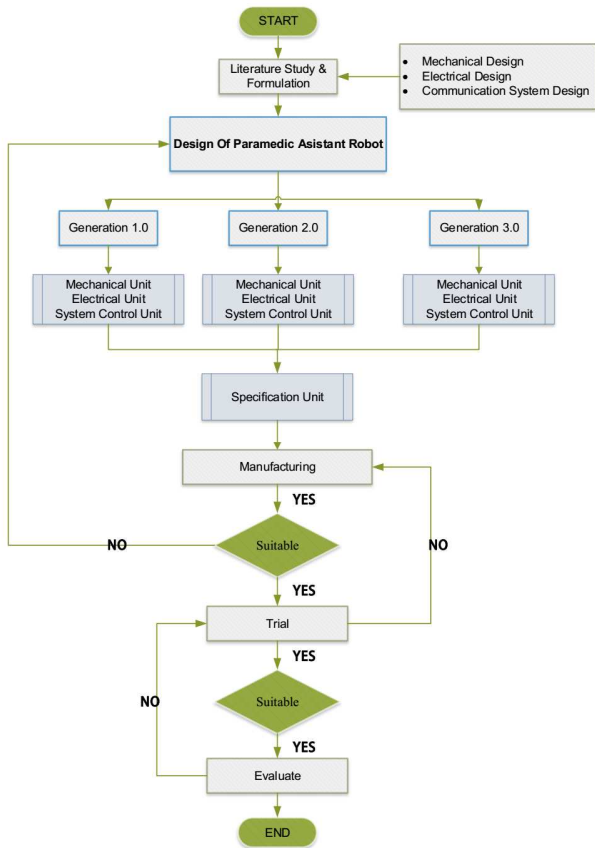 START
Literature Study &
Formulation
• Mechanical Design
• Electrical Design
• Communication System Design
Design Of Paramedic Asistant Robot
Generation 1.0
Generation 2.0
Generation 3.0
Mechanical Unit
Electrical Unit
System Control Unit
Mechanical Unit
Electrical Unit
System Control Unit
Mechanical Unit
Electrical Unit
System Control Unit
Specification Unit
Manufacturing
YES
NO
Suitable
NO
YES
Trial
YES
NO
Suitable
YES
Evaluate
END